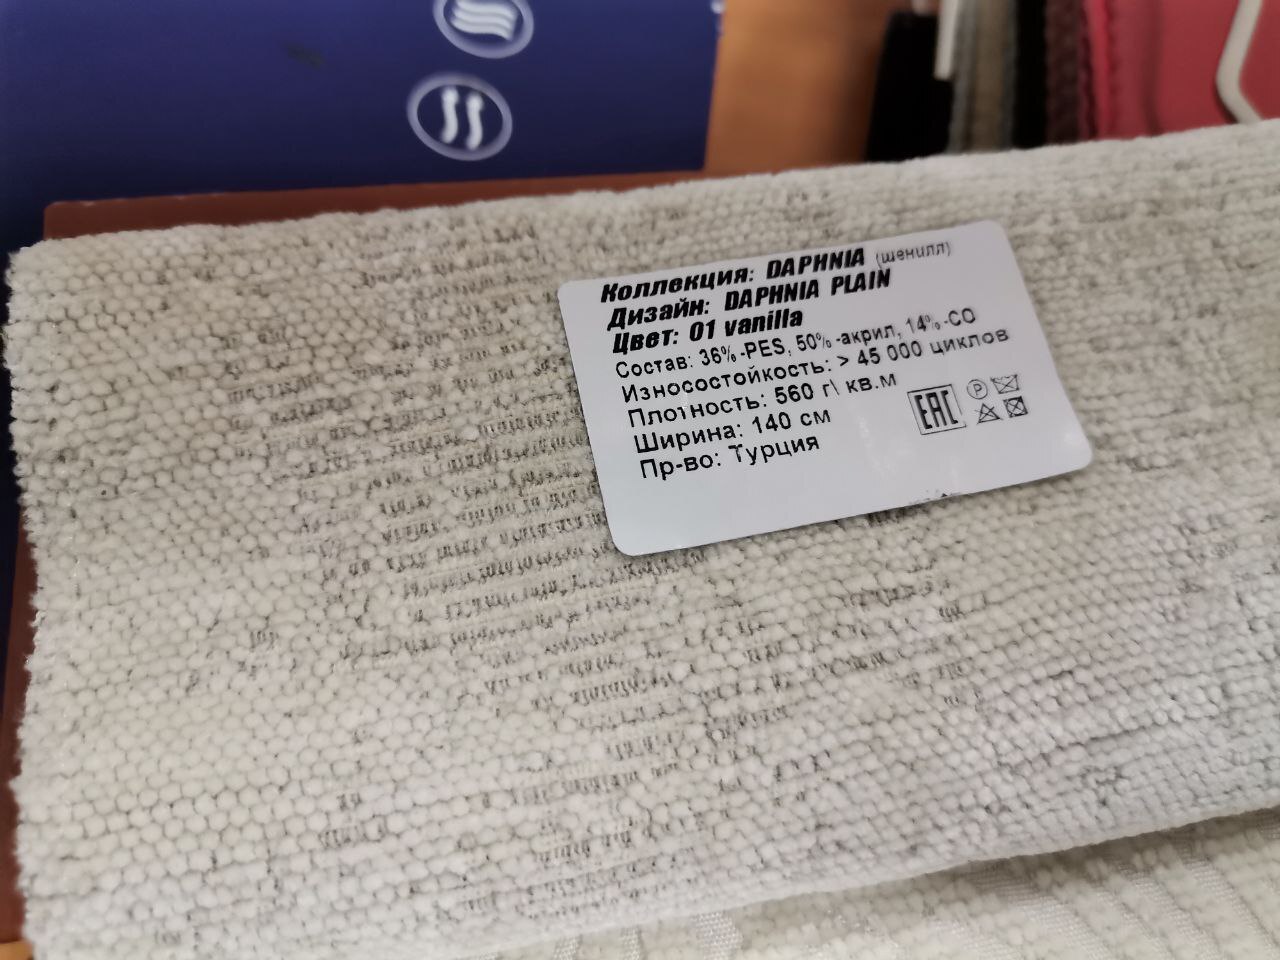 Коллекция: DAPHNIA (шенилл)
Дизайн: DAPHNIA PLAIN
Цвет: 01 vanilla
Состав: 36%-PES, 50%-акрил, 14%-CO
Износостойкость: > 45 000 циклов
Плотность: 560 г\ кв.м
Ширина: 140 см
Пр-во: Турция
EAC P